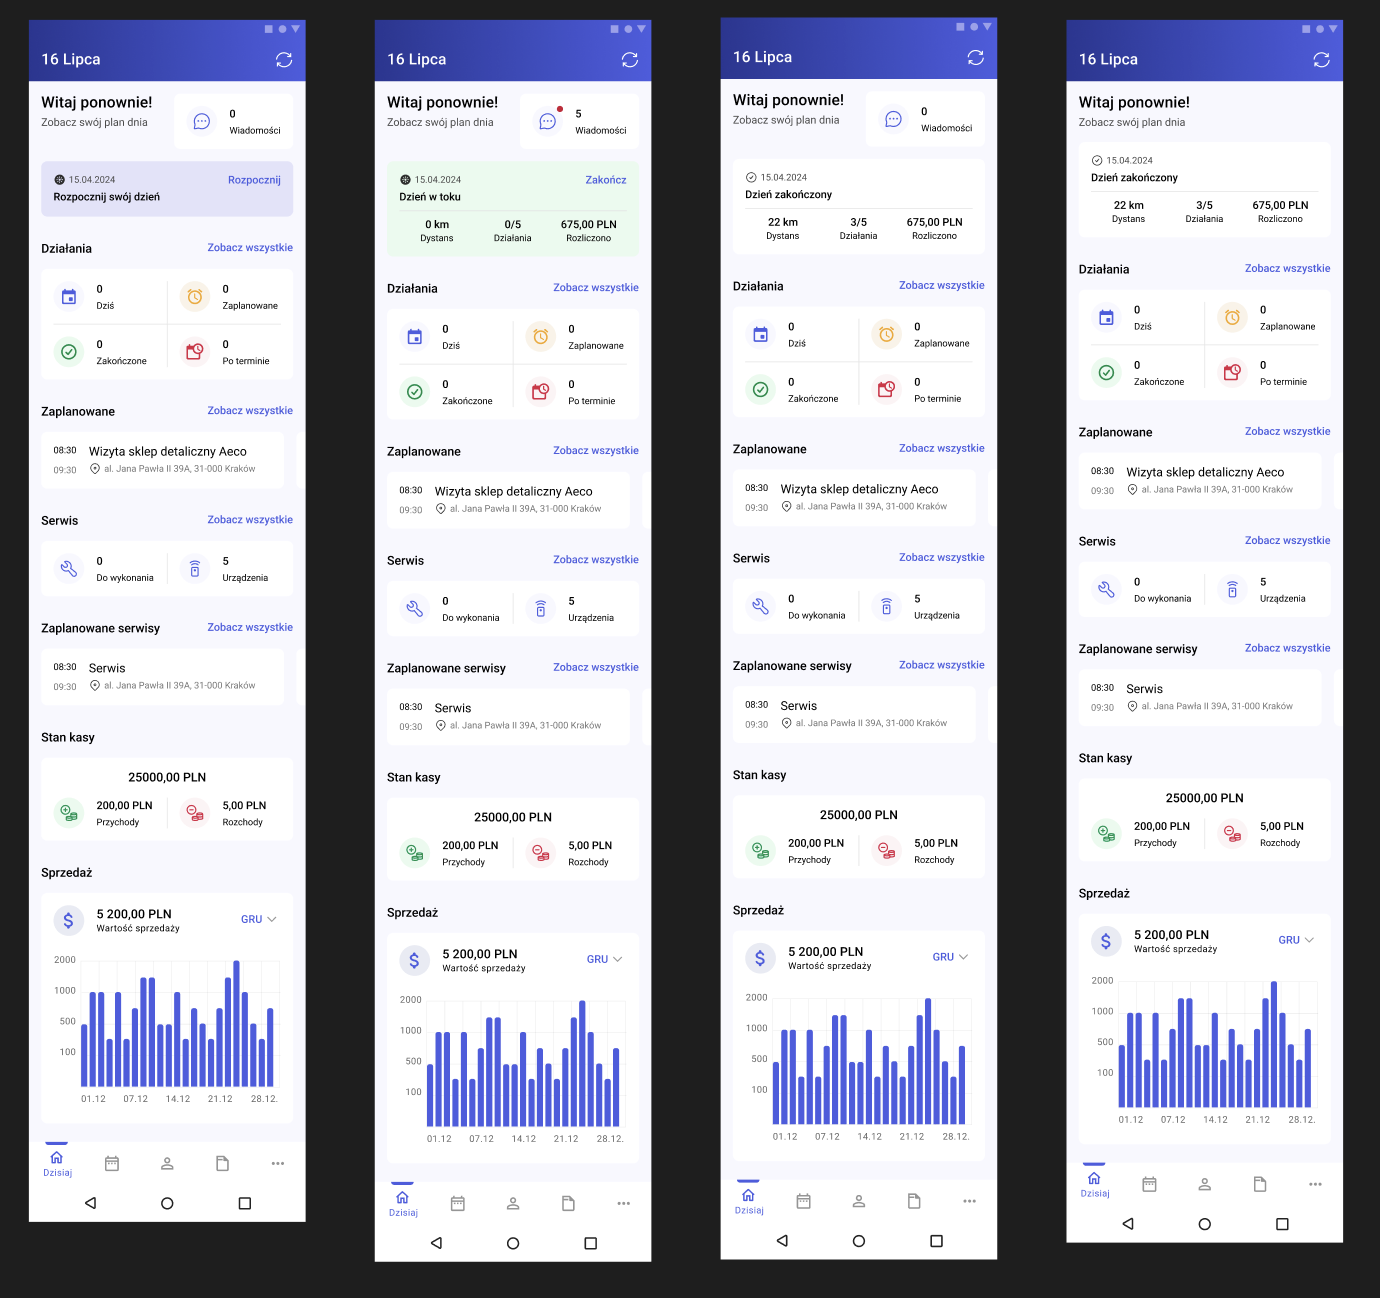 16 Lipca
Witaj ponownie!
Zobacz swój plan dnia
0
Wiadomości
15.04.2024
Rozpocznij
Rozpocznij swój dzień
Działania
Zobacz wszystkie
0
Dziś
0
Zaplanowane
0
Zakończone
0
Po terminie
Zaplanowane
Zobacz wszystkie
08:30
Wizyta sklep detaliczny Aeco
09:30
al. Jana Pawła II 39A, 31-000 Kraków
Serwis
Zobacz wszystkie
0
Do wykonania
5
Urządzenia
Zaplanowane serwisy
Zobacz wszystkie
08:30
Serwis
09:30
al. Jana Pawła II 39A, 31-000 Kraków
Stan kasy
25000,00 PLN
200,00 PLN
Przychody
5,00 PLN
Rozchody
Sprzedaż
5 200,00 PLN
Wartość sprzedaży
GRU
2000
1000
500
100
01.12 07.12 14.12 21.12 28.12.
Dzisiaj
16 Lipca
Witaj ponownie!
Zobacz swój plan dnia
5
Wiadomości
15.04.2024
Zakończ
Dzień w toku
0 km
Dystans
0/5
Działania
675,00 PLN
Rozliczono
Działania
Zobacz wszystkie
0
Dziś
0
Zaplanowane
0
Zakończone
0
Po terminie
Zaplanowane
Zobacz wszystkie
08:30
Wizyta sklep detaliczny Aeco
09:30
al. Jana Pawła II 39A, 31-000 Kraków
Serwis
Zobacz wszystkie
0
Do wykonania
5
Urządzenia
Zaplanowane serwisy
Zobacz wszystkie
08:30
Serwis
09:30
al. Jana Pawła II 39A, 31-000 Kraków
Stan kasy
25000,00 PLN
200,00 PLN
Przychody
5,00 PLN
Rozchody
Sprzedaż
5 200,00 PLN
Wartość sprzedaży
GRU
2000
1000
500
100
01.12 07.12 14.12 21.12 28.12.
Dzisiaj
16 Lipca
Witaj ponownie!
Zobacz swój plan dnia
0
Wiadomości
15.04.2024
Dzień zakończony
22 km
Dystans
3/5
Działania
675,00 PLN
Rozliczono
Działania
Zobacz wszystkie
0
Dziś
0
Zaplanowane
0
Zakończone
0
Po terminie
Zaplanowane
Zobacz wszystkie
08:30
Wizyta sklep detaliczny Aeco
09:30
al. Jana Pawła II 39A, 31-000 Kraków
Serwis
Zobacz wszystkie
0
Do wykonania
5
Urządzenia
Zaplanowane serwisy
Zobacz wszystkie
08:30
Serwis
09:30
al. Jana Pawła II 39A, 31-000 Kraków
Stan kasy
25000,00 PLN
200,00 PLN
Przychody
5,00 PLN
Rozchody
Sprzedaż
5 200,00 PLN
Wartość sprzedaży
GRU
2000
1000
500
100
01.12 07.12 14.12 21.12 28.12.
Dzisiaj
16 Lipca
Witaj ponownie!
Zobacz swój plan dnia
15.04.2024
Dzień zakończony
22 km
Dystans
3/5
Działania
675,00 PLN
Rozliczono
Działania
Zobacz wszystkie
0
Dziś
0
Zaplanowane
0
Zakończone
0
Po terminie
Zaplanowane
Zobacz wszystkie
08:30
Wizyta sklep detaliczny Aeco
09:30
al. Jana Pawła II 39A, 31-000 Kraków
Serwis
Zobacz wszystkie
0
Do wykonania
5
Urządzenia
Zaplanowane serwisy
Zobacz wszystkie
08:30
Serwis
09:30
al. Jana Pawła II 39A, 31-000 Kraków
Stan kasy
25000,00 PLN
200,00 PLN
Przychody
5,00 PLN
Rozchody
Sprzedaż
5 200,00 PLN
Wartość sprzedaży
GRU
2000
1000
500
100
01.12 07.12 14.12 21.12 28.12.
Dzisiaj